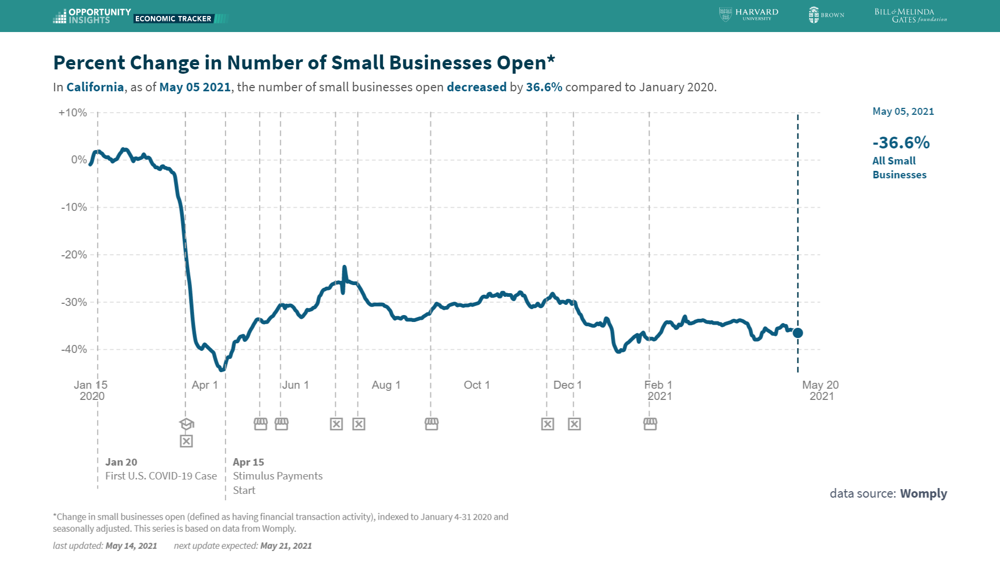 OPPORTUNITY
INSIGHTS
ECONOMIC TRACKER
HARVARD
UNIVERSITY
BROWN
BILL & MELINDA
GATES foundation
Percent Change in Number of Small Businesses Open*
In California, as of May 05 2021, the number of small businesses open decreased by 36.6% compared to January 2020.
+10%
0%
-10%
-20%
-30%
-40%
May 05, 2021
-36.6%
All Small
Businesses
Jan 15
2020
Apr 1
Jun 1
Aug 1
Oct 1
Dec 1
Feb 1
2021
May 20
2021
Jan 20
First U.S. COVID-19 Case
Apr 15
Stimulus Payments
Start
data source: Womply
*Change in small businesses open (defined as having financial transaction activity), indexed to January 4-31 2020 and
seasonally adjusted. This series is based on data from Womply.
last updated: May 14, 2021 next update expected: May 21, 2021